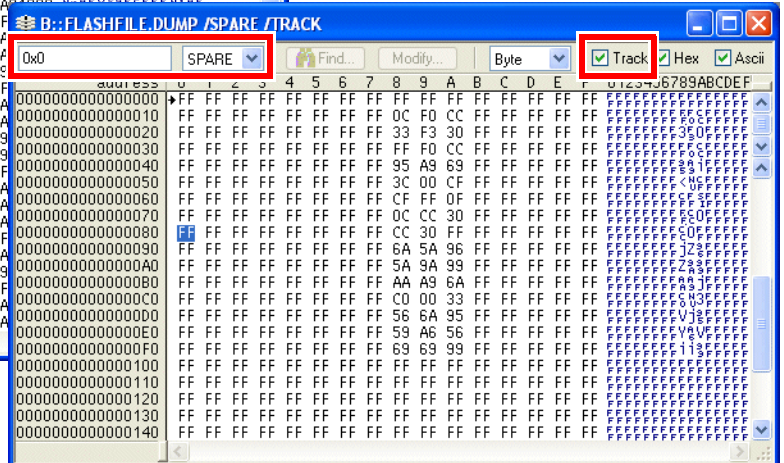 B::FLASHFILE.DUMP /SPARE /TRACK
0x0 SPARE Find... Modify... Byte Track Hex Ascii
address 0 1 2 3 4 5 6 7 8 9 A B C D E F 0123456789ABCDEF
0000000000000000 FF FF FF FF FF FF FF FF FF FF FF FF FF FF FF FF
0000000000000010 FF FF FF FF FF FF FF FF 0C F0 CC FF FF FF FF FF
0000000000000020 FF FF FF FF FF FF FF FF 33 F3 30 FF FF FF FF FF
0000000000000030 FF FF FF FF FF FF FF FF FF F0 CC FF FF FF FF FF
0000000000000040 FF FF FF FF FF FF FF FF 95 A9 69 FF FF FF FF FF
0000000000000050 FF FF FF FF FF FF FF FF 3C 00 CF FF FF FF FF FF
0000000000000060 FF FF FF FF FF FF FF FF CF FF 0F FF FF FF FF FF
0000000000000070 FF FF FF FF FF FF FF FF 0C CC 30 FF FF FF FF FF
0000000000000080 FF FF FF FF FF FF FF FF CC 30 FF FF FF FF FF FF
0000000000000090 FF FF FF FF FF FF FF FF 6A 5A 96 FF FF FF FF FF
00000000000000A0 FF FF FF FF FF FF FF FF 5A 9A 99 FF FF FF FF FF
00000000000000B0 FF FF FF FF FF FF FF FF AA A9 6A FF FF FF FF FF
00000000000000C0 FF FF FF FF FF FF FF FF C0 00 33 FF FF FF FF FF
00000000000000D0 FF FF FF FF FF FF FF FF 56 6A 95 FF FF FF FF FF
00000000000000E0 FF FF FF FF FF FF FF FF 59 A6 56 FF FF FF FF FF
00000000000000F0 FF FF FF FF FF FF FF FF 69 69 99 FF FF FF FF FF
0000000000000100 FF FF FF FF FF FF FF FF FF FF FF FF FF FF FF FF
0000000000000110 FF FF FF FF FF FF FF FF FF FF FF FF FF FF FF FF
0000000000000120 FF FF FF FF FF FF FF FF FF FF FF FF FF FF FF FF
0000000000000130 FF FF FF FF FF FF FF FF FF FF FF FF FF FF FF FF
0000000000000140 FF FF FF FF FF FF FF FF FF FF FF FF FF FF FF FF